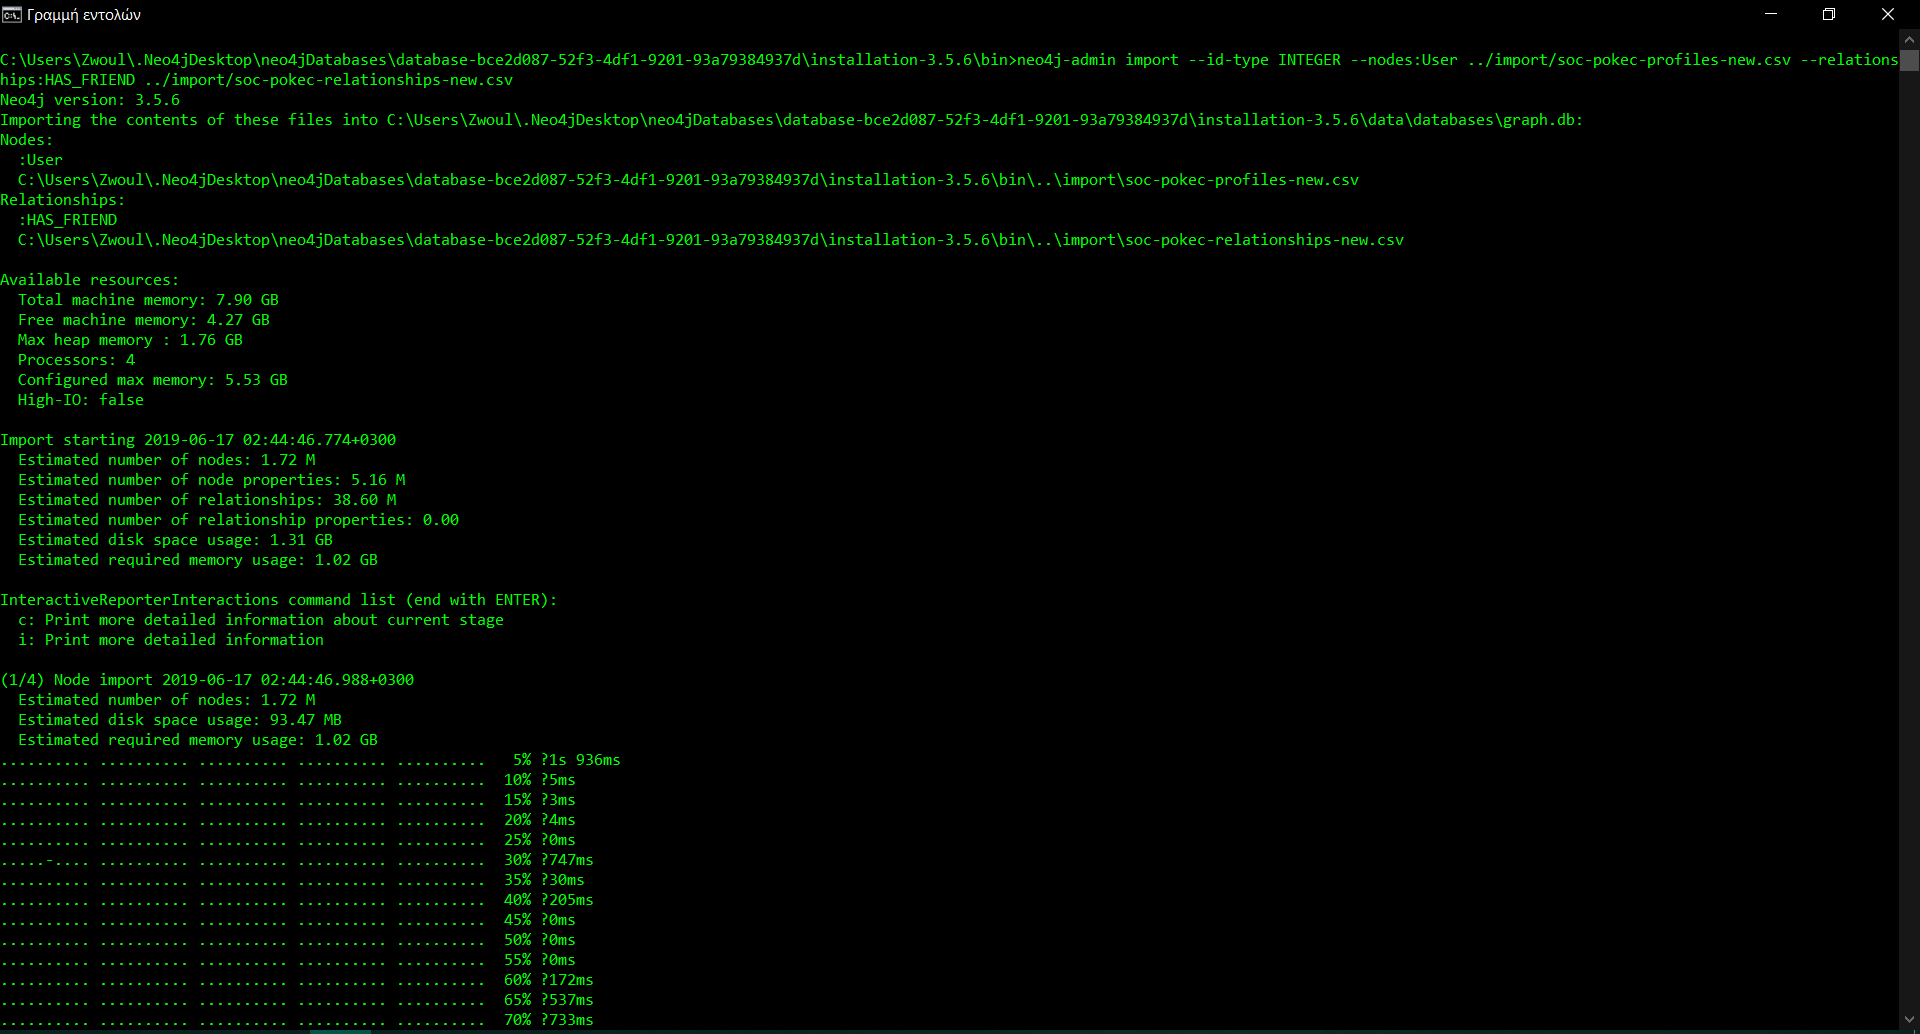 Γραμμή εντολών
C:\Users\Zwoul\.Neo4jDesktop\neo4jDatabases\database-bce2d087-52f3-4df1-9201-93a79384937d\installation-3.5.6\bin>neo4j-admin import --id-type INTEGER --nodes:User ../import/soc-pokec-profiles-new.csv --relations
hips:HAS_FRIEND ../import/soc-pokec-relationships-new.csv
Neo4j version: 3.5.6
Importing the contents of these files into C:\Users\Zwoul\.Neo4jDesktop\neo4jDatabases\database-bce2d087-52f3-4df1-9201-93a79384937d\installation-3.5.6\data\databases\graph.db:
Nodes:
  :User
  C:\Users\Zwoul\.Neo4jDesktop\neo4jDatabases\database-bce2d087-52f3-4df1-9201-93a79384937d\installation-3.5.6\bin\..\import\soc-pokec-profiles-new.csv
Relationships:
  :HAS_FRIEND
  C:\Users\Zwoul\.Neo4jDesktop\neo4jDatabases\database-bce2d087-52f3-4df1-9201-93a79384937d\installation-3.5.6\bin\..\import\soc-pokec-relationships-new.csv

Available resources:
  Total machine memory: 7.90 GB
  Free machine memory: 4.27 GB
  Max heap memory : 1.76 GB
  Processors: 4
  Configured max memory: 5.53 GB
  High-IO: false

Import starting 2019-06-17 02:44:46.774+0300
  Estimated number of nodes: 1.72 M
  Estimated number of node properties: 5.16 M
  Estimated number of relationships: 38.60 M
  Estimated number of relationship properties: 0.00
  Estimated disk space usage: 1.31 GB
  Estimated required memory usage: 1.02 GB

InteractiveReporterInteractions command list (end with ENTER):
  c: Print more detailed information about current stage
  i: Print more detailed information

(1/4) Node import 2019-06-17 02:44:46.988+0300
  Estimated number of nodes: 1.72 M
  Estimated disk space usage: 93.47 MB
  Estimated required memory usage: 1.02 GB
.......... .......... .......... .......... ..........   5% ?1s 936ms
.......... .......... .......... .......... ..........  10% ?5ms
.......... .......... .......... .......... ..........  15% ?3ms
.......... .......... .......... .......... ..........  20% ?4ms
.......... .......... .......... .......... ..........  25% ?0ms
.....-.... .......... .......... .......... ..........  30% ?747ms
.......... .......... .......... .......... ..........  35% ?30ms
.......... .......... .......... .......... ..........  40% ?205ms
.......... .......... .......... .......... ..........  45% ?0ms
.......... .......... .......... .......... ..........  50% ?0ms
.......... .......... .......... .......... ..........  55% ?0ms
.......... .......... .......... .......... ..........  60% ?172ms
.......... .......... .......... .......... ..........  65% ?537ms
.......... .......... .......... .......... ..........  70% ?733ms